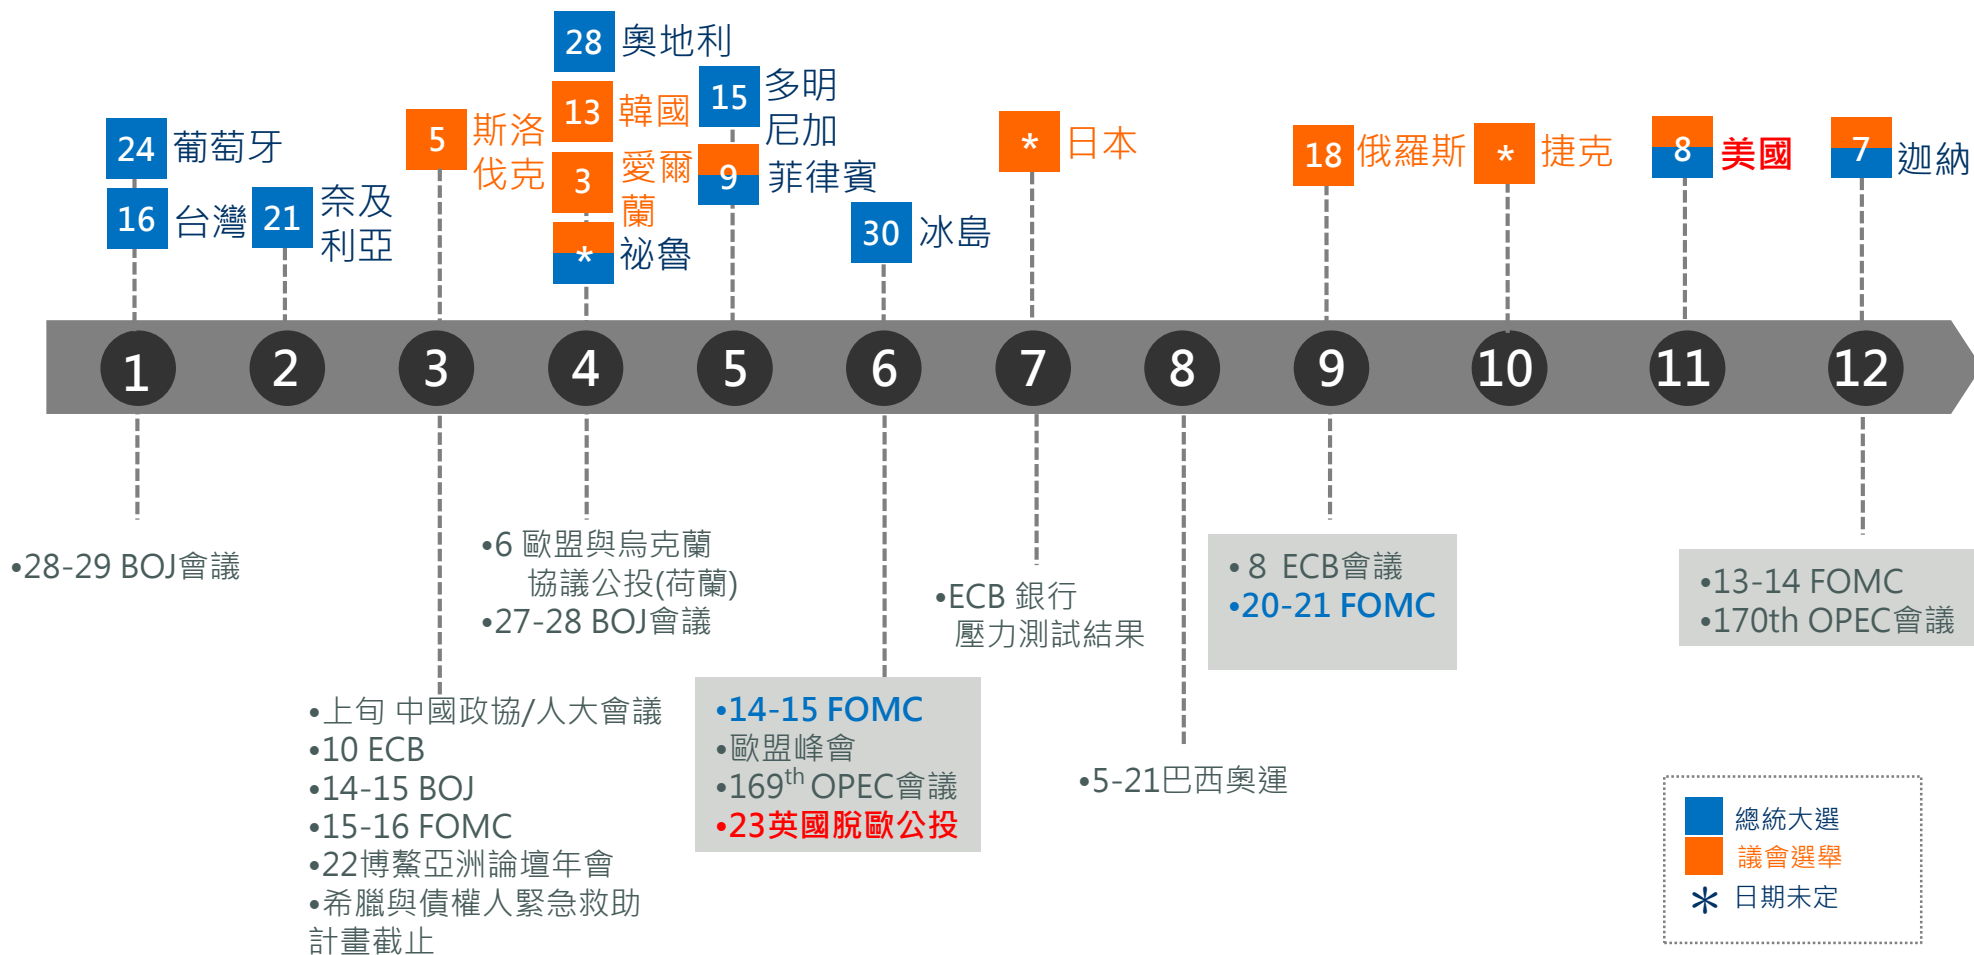 28 奧地利
13 韓國
3 愛爾
蘭
* 祕魯
24 葡萄牙
16 台灣
21 奈及
利亞
5 斯洛
伐克
15 多明
尼加
9 菲律賓
30 冰島
* 日本
18 俄羅斯
* 捷克
8 美國
7 迦納
1 2 3 4 5 6 7 8 9 10 11 12
•28-29 BOJ會議
•上旬 中國政協/人大會議
•10 ECB
•14-15 BOJ
•15-16 FOMC
•22博鰲亞洲論壇年會
•希臘與債權人緊急救助
計畫截止
•6 歐盟與烏克蘭
協議公投(荷蘭)
•27-28 BOJ會議
•14-15 FOMC
•歐盟峰會
•169th OPEC會議
•23英國脫歐公投
•ECB 銀行
壓力測試結果
•5-21巴西奧運
• 8 ECB會議
•20-21 FOMC
•13-14 FOMC
•170th OPEC會議
總統大選
議會選舉
* 日期未定